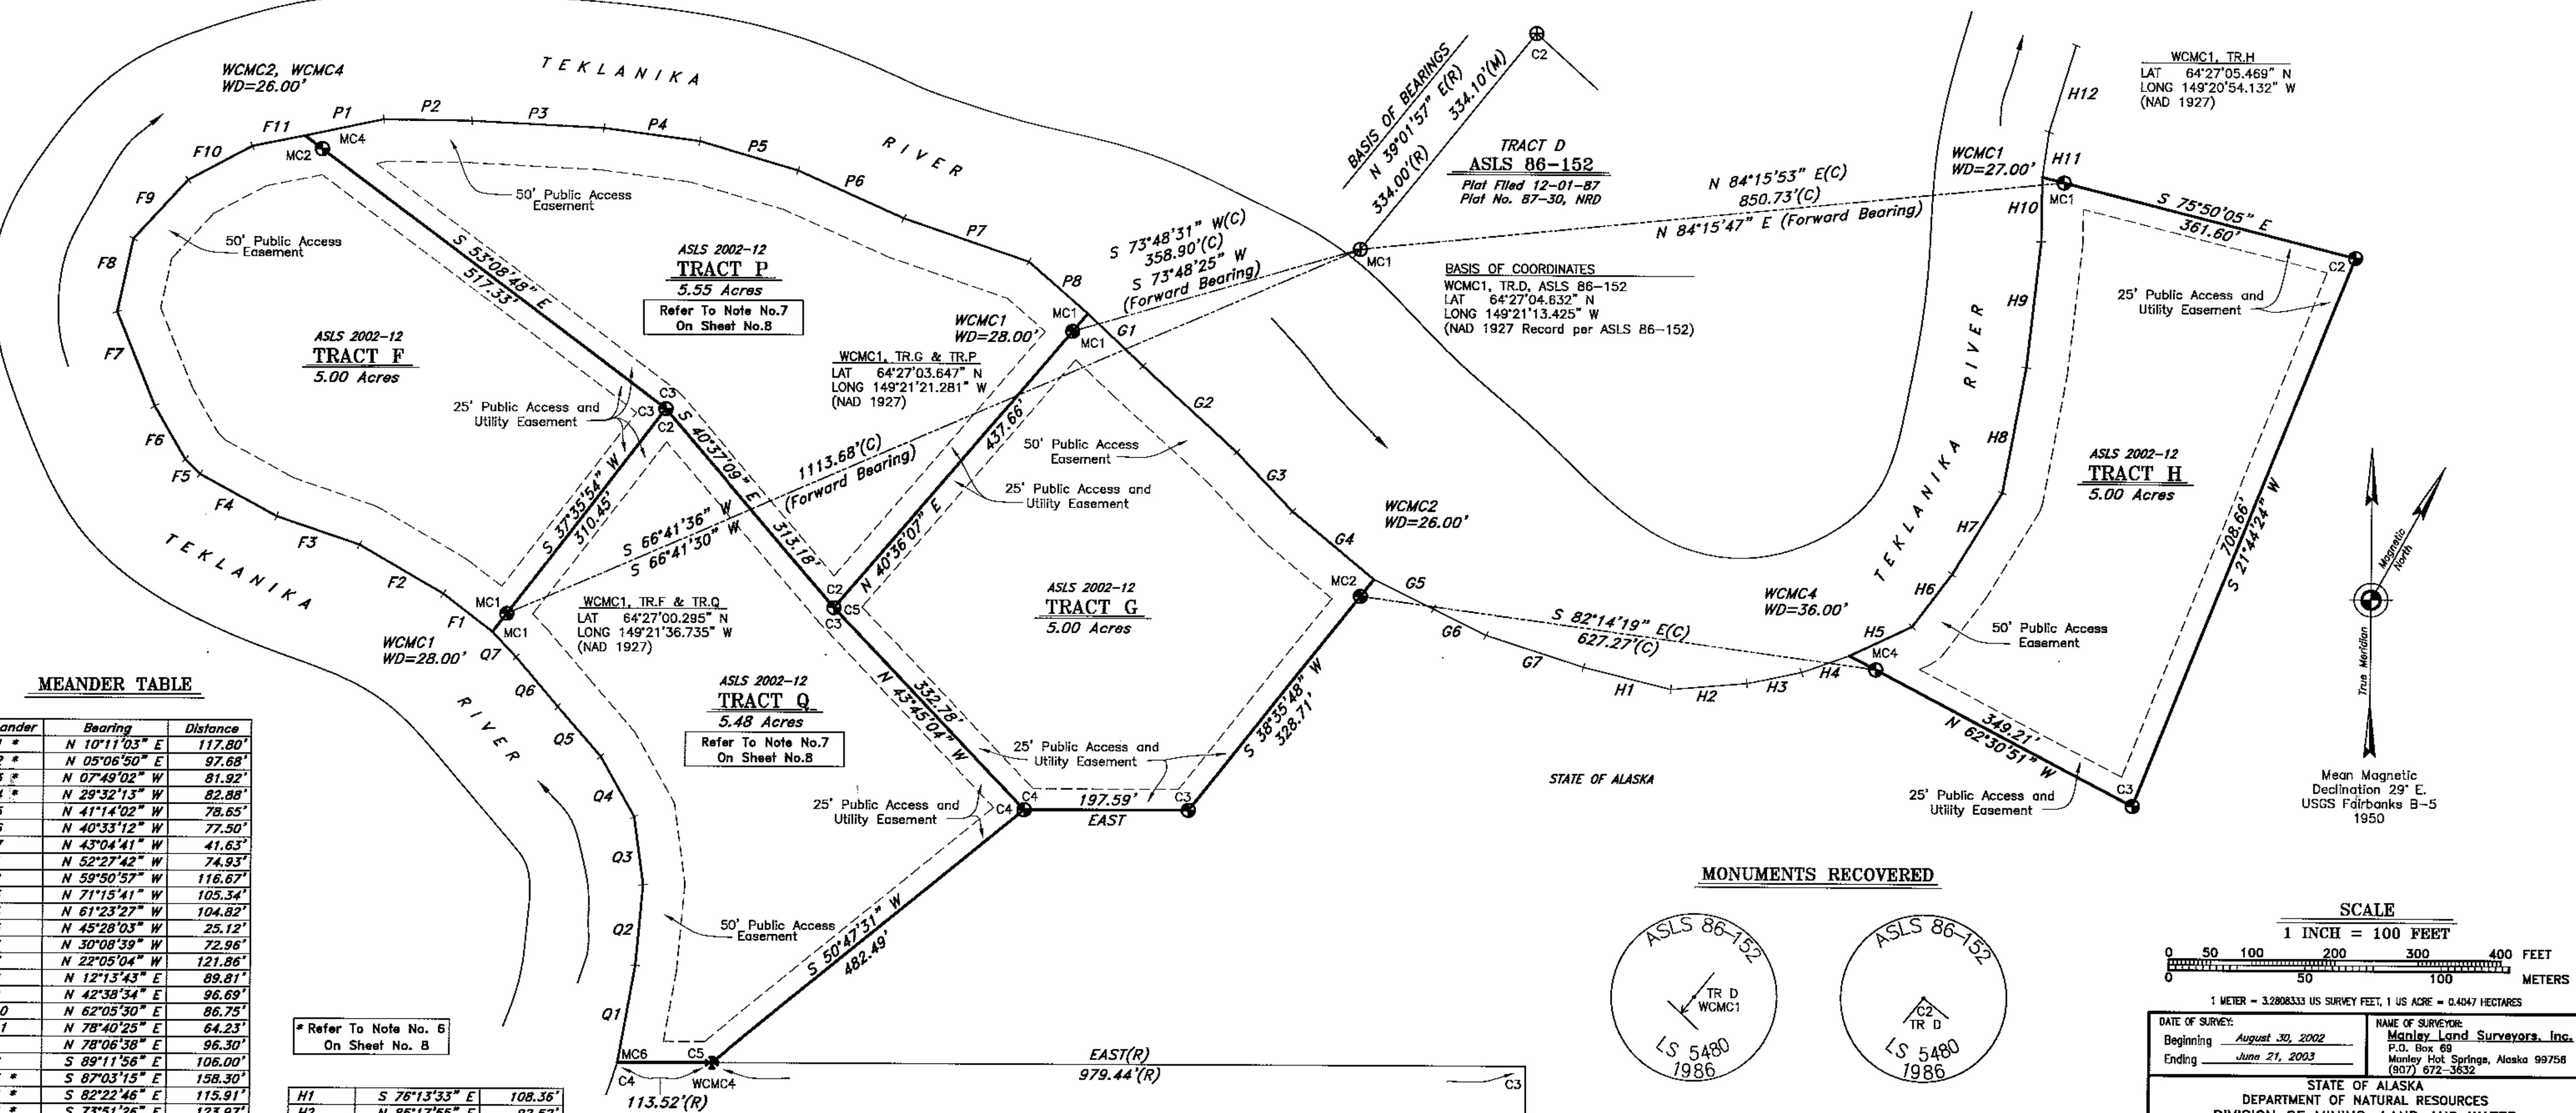 WCMC2, WCMC4
WD=26.00'
TEKLANIKA
RIVER
P1
P2
P3
P4
P5
P6
P7
P8
F11
F10
F9
F8
F7
F6
F5
F4
F3
F2
F1
MC4
MC2
50' Public Access
Easement
50' Public Access
Easement
S 53°08'48" E
517.33'
ASLS 2002-12
TRACT P
5.55 Acres
Refer To Note No.7
On Sheet No.8
ASLS 2002-12
TRACT F
5.00 Acres
25' Public Access and
Utility Easement
C3
C3
C2
S 37°35'54" W
310.45'
S 40°37'09" E
313.18'
WCMC1
WD=28.00'
MC1
MC1
WCMC1, TR.G & TR.P
LAT 64°27'03.647" N
LONG 149°21'21.281" W
(NAD 1927)
437.66'
N 40°36'07" E
1113.68'(C)
(Forward Bearing)
S 66°41'36" W
S 66°41'30" W
S 73°48'31" W(C)
358.90'(C)
S 73°48'25" W
(Forward Bearing)
BASIS OF BEARINGS
N 39°01'57" E(R)
334.10'(M)
334.00'(R)
C2
TRACT D
ASLS 86-152
Plat Filed 12-01-87
Plat No. 87-30, NRD
MC1
N 84°15'53" E(C)
850.73'(C)
N 84°15'47" E (Forward Bearing)
BASIS OF COORDINATES
WCMC1, TR.D, ASLS 86-152
LAT 64°27'04.632" N
LONG 149°21'13.425" W
(NAD 1927 Record per ASLS 86-152)
WCMC1, TR.H
LAT 64°27'05.469" N
LONG 149°20'54.132" W
(NAD 1927)
WCMC1
WD=27.00'
H12
H11
MC1
H10
H9
H8
H7
H6
H5
H4
H3
H2
H1
S 75°50'05" E
361.60'
C2
25' Public Access and
Utility Easement
TEKLANIKA RIVER
ASLS 2002-12
TRACT H
5.00 Acres
708.66'
S 21°44'24" W
50' Public Access
Easement
WCMC4
WD=36.00'
MC4
349.21'
N 62°30'51" W
25' Public Access and
Utility Easement
C3
G1
G2
G3
G4
G5
G6
G7
50' Public Access
Easement
25' Public Access and
Utility Easement
WCMC2
WD=26.00'
MC2
ASLS 2002-12
TRACT G
5.00 Acres
S 82°14'19" E(C)
627.27'(C)
S 38°35'48" W
328.71'
C2
C5
C3
332.78'
N 43°45'04" W
25' Public Access and
Utility Easement
C4
C4
197.59'
EAST
C3
STATE OF ALASKA
TEKLANIKA
RIVER
MC1
MC1
WCMC1
WD=28.00'
WCMC1, TR.F & TR.Q
LAT 64°27'00.295" N
LONG 149°21'36.735" W
(NAD 1927)
Q7
Q6
Q5
Q4
Q3
Q2
Q1
ASLS 2002-12
TRACT Q
5.48 Acres
Refer To Note No.7
On Sheet No.8
25' Public Access and
Utility Easement
50' Public Access
Easement
S 50°47'31" W
482.49'
MC6
C5
C4
WCMC4
113.52'(R)
EAST(R)
979.44'(R)
C3
MEANDER TABLE
Bearing Distance
* N 10°11'03" E 117.80'
* N 05°06'50" E 97.68'
* N 07°49'02" W 81.92'
* N 29°32'13" W 82.88'
N 41°14'02" W 78.65'
N 40°33'12" W 77.50'
N 43°04'41" W 41.63'
N 52°27'42" W 74.93'
N 59°50'57" W 116.67'
N 71°15'41" W 105.34'
N 61°23'27" W 104.82'
N 45°28'03" W 25.12'
N 30°08'39" W 72.96'
N 22°05'04" W 121.86'
N 12°13'43" E 89.81'
N 42°38'34" E 96.69'
N 62°05'30" E 86.75'
N 78°40'25" E 64.23'
N 78°06'38" E 96.30'
S 89°11'56" E 106.00'
* S 87°03'15" E 158.30'
* S 82°22'46" E 115.91'
* S 73°51'26" E 123.97'
* Refer To Note No. 6
On Sheet No. 8
H1 S 76°13'33" E 108.36'
MONUMENTS RECOVERED
ASLS 86-152
TR D
WCMC1
LS 5480
1986
ASLS 86-152
C2
TR D
LS 5480
1986
Magnetic
North
True Meridian
Mean Magnetic
Declination 29° E.
USGS Fairbanks B-5
1950
SCALE
1 INCH = 100 FEET
0 50 100 200 300 400 FEET
0 50 100 METERS
1 METER = 3.2808333 US SURVEY FEET, 1 US ACRE = 0.4047 HECTARES
DATE OF SURVEY:
Beginning August 30, 2002
Ending June 21, 2003
NAME OF SURVEYOR:
Manley Land Surveyors, Inc.
P.O. Box 69
Manley Hot Springs, Alaska 99756
(907) 672-3632
STATE OF ALASKA
DEPARTMENT OF NATURAL RESOURCES
DIVISION OF MINING, LAND AND WATER